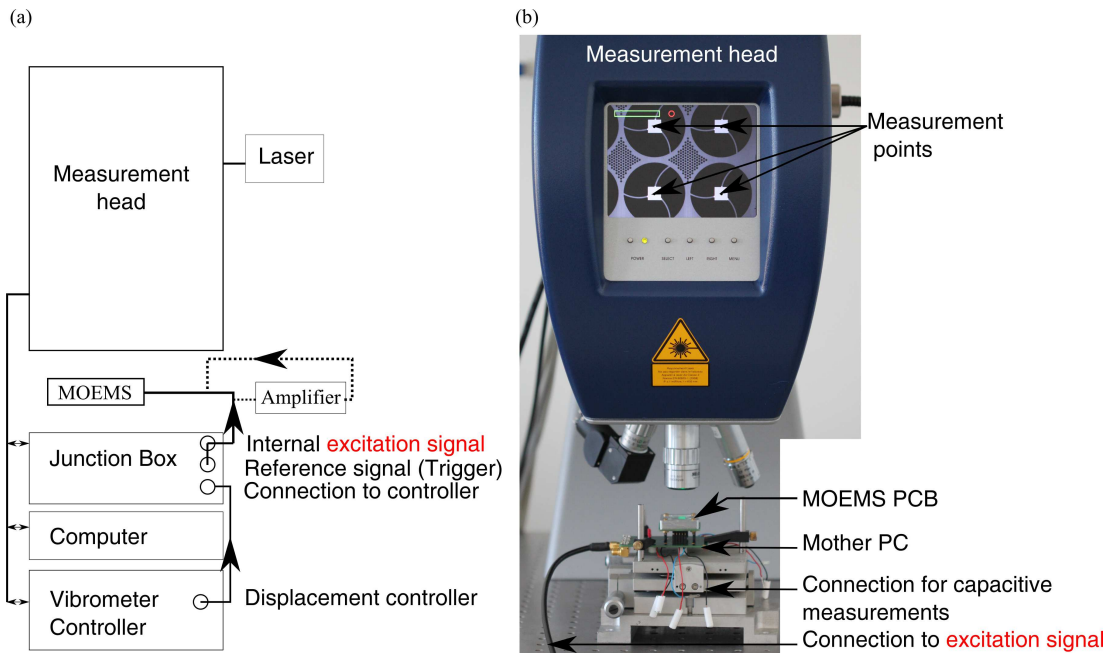 (a)
Measurement
head
Laser
MOEMS
Amplifier
Junction Box
Internal excitation signal
Reference signal (Trigger)
Connection to controller
Computer
Vibrometer
Controller
Displacement controller
(b)
Measurement head
Measurement
points
POWER SELECT LEFT RIGHT MENU
MOEMS PCB
Mother PC
Connection for capacitive
measurements
Connection to excitation signal